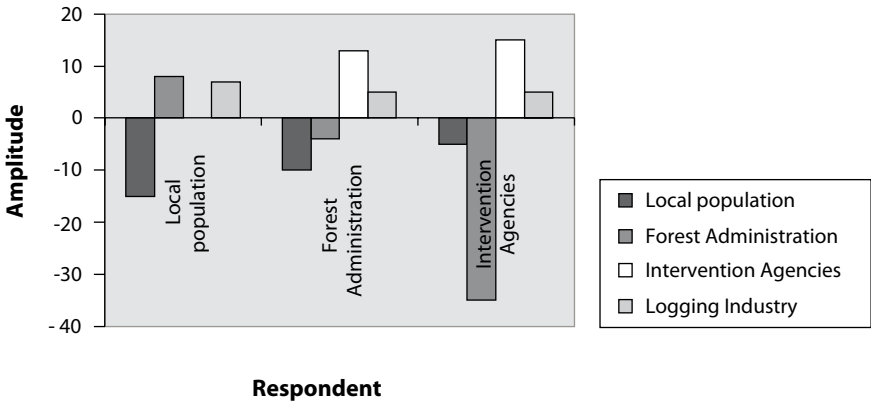 20
10
0
-10
-20
-30
- 40
Amplitude
Local
population
Forest
Administration
Intervention
Agencies
Respondent
Local population
Forest Administration
Intervention Agencies
Logging Industry